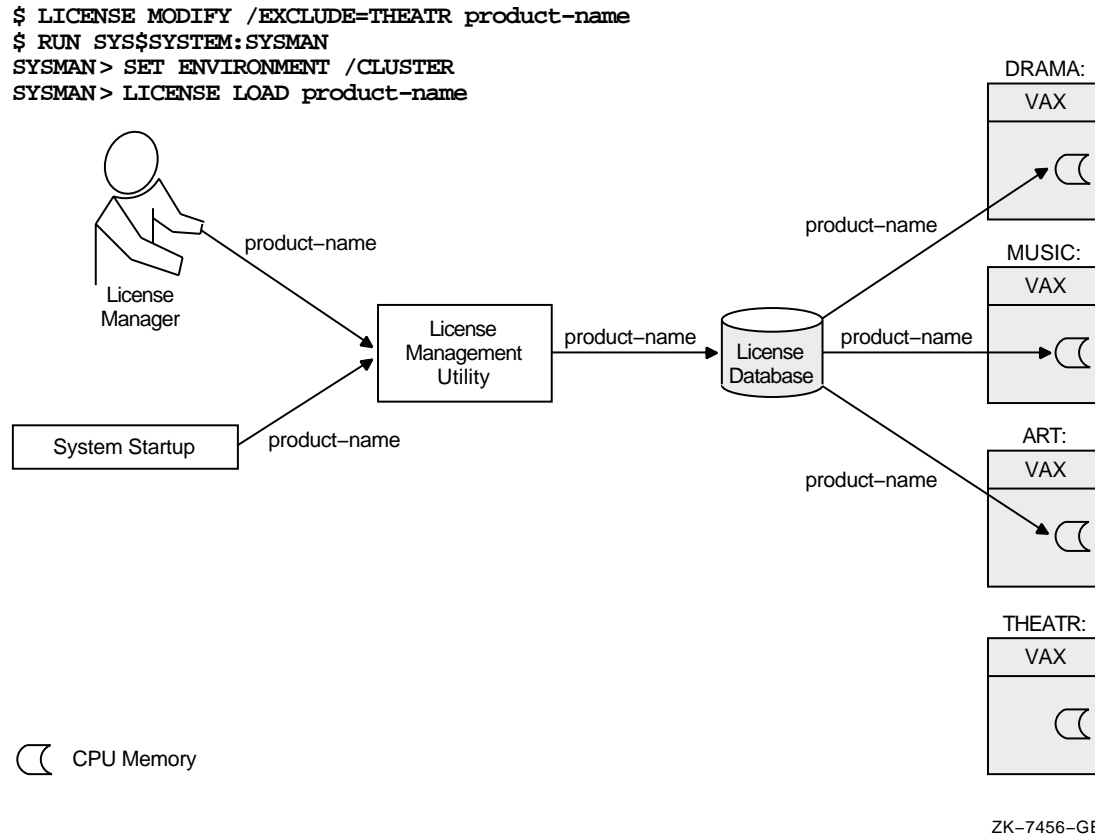 $ LICENSE MODIFY /EXCLUDE=THEATR product–name
$ RUN SYS$SYSTEM:SYSMAN
SYSMAN> SET ENVIRONMENT /CLUSTER
SYSMAN> LICENSE LOAD product–name
DRAMA:
VAX
product–name
product–name
MUSIC:
VAX
License
Manager
License
Management
Utility
product–name
License
Database
product–name
System Startup
product–name
ART:
VAX
product–name
THEATR:
VAX
CPU Memory
ZK–7456–GE